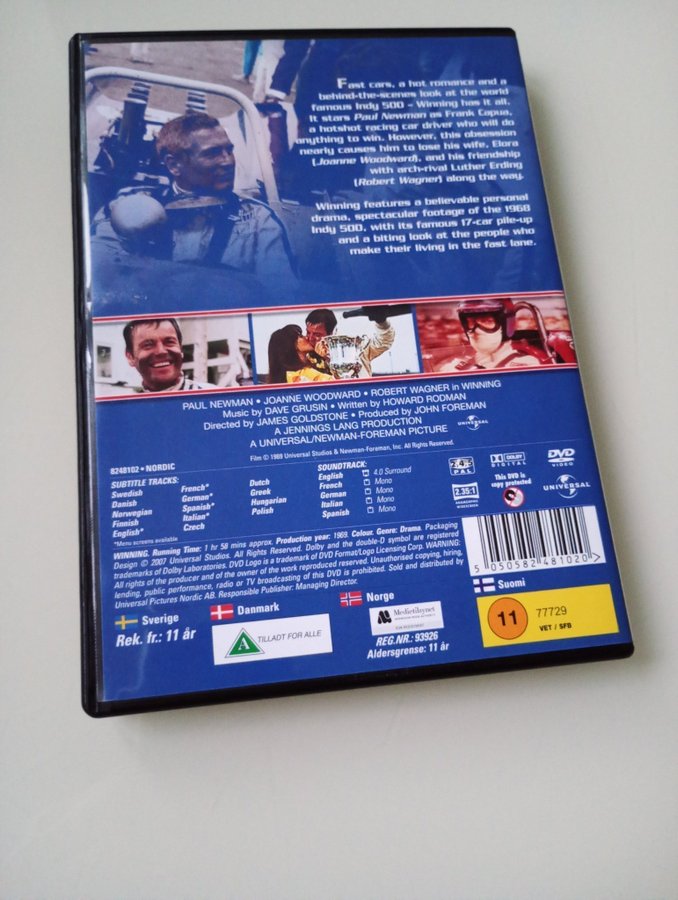 Fast cars, a hot romance and a
behind-the-scenes look at the world
famous Indy 500 - Winning has it all.
It stars Paul Newman as Frank Capua,
a hotshot racing car driver who will do
anything to win. However, this obsession
nearly causes him to lose his wife, Elora
(Joanne Woodward), and his friendship
with arch-rival Luther Erding
(Robert Wagner) along the way.
Winning features a believable personal
drama, spectacular footage of the 1968
Indy 500, with its famous 17-car pile-up
and a biting look at the people who
make their living in the fast lane.
PAUL NEWMAN • JOANNE WOODWARD • ROBERT WAGNER in WINNING
Music by DAVE GRUSIN • Written by HOWARD RODMAN
Directed by JAMES GOLDSTONE • Produced by JOHN FOREMAN
A JENNINGS LANG PRODUCTION
A UNIVERSAL/NEWMAN-FOREMAN PICTURE
UNIVERSAL
Film © 1969 Universal Studios & Newman-Foreman, Inc. All Rights Reserved.
8248102 • NORDIC
SUBTITLE TRACKS:
Swedish
Danish
Norwegian
Finnish
English*
French*
German*
Spanish*
Italian*
Czech
Dutch
Greek
Hungarian
Polish
*Menu screens available
SOUNDTRACK:
English 4.0 Surround
French Mono
German Mono
Italian Mono
Spanish Mono
PAL
2.35:1
DOLBY
DIGITAL
This DVD is
copy protected
DVD
VIDEO
UNIVERSAL
WINNING. Running Time: 1 hr 58 mins approx. Production year: 1969. Colour. Genre: Drama. Packaging
Design © 2007 Universal Studios. All Rights Reserved. Dolby and the double-D symbol are registered
trademarks of Dolby Laboratories. DVD Logo is a trademark of DVD Format/Logo Licensing Corp. WARNING:
All rights of the producer and of the owner of the work reproduced reserved. Unauthorised copying, hiring,
lending, public performance, radio or TV broadcasting of this DVD is prohibited. Sold and distributed by
Universal Pictures Nordic AB. Responsible Publisher: Managing Director.
5 050582 481020
Sverige
Rek. fr.: 11 år
Danmark
A TILLADT FOR ALLE
Norge
Medietilsynet
REG.NR.: 93926
Aldersgrense: 11 år
Suomi
11 77729
VET / SFB